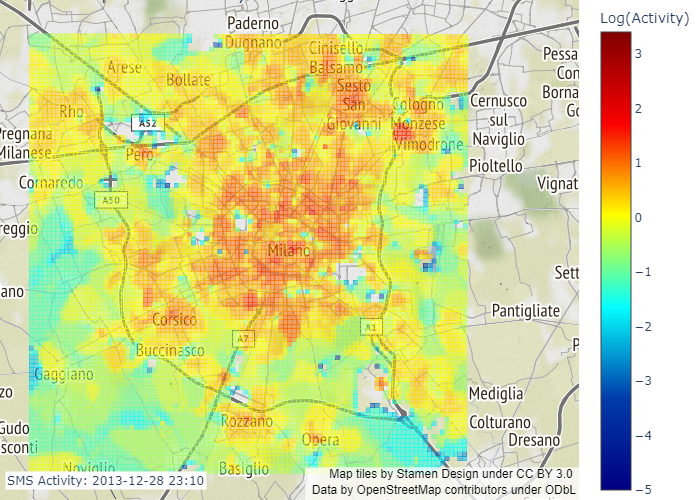 Log(Activity)
3
2
1
0
−1
−2
−3
−4
−5
Paderno
Dugnano
Cinisello
Balsamo
Arese
Bollate
Sesto
San
Giovanni
Cologno
Monzese
Vimodrone
Cernusco
sul
Naviglio
Pioltello
Pessa
Con
Borna
Go
Rho
A52
Pero
Pregnana
Milanese
Cornaredo
A50
Vignat
reggio
Milano
Sett
ano
Pantigliate
Corsico
A7
A1
Buccinasco
P
Gaggiano
zo
Mediglia
Rozzano
Colturano
Gudo
sconti
Opera
Dresano
Noviglio
Basiglio
SMS Activity: 2013-12-28 23:10
Map tiles by Stamen Design under CC BY 3.0
Data by OpenStreetMap contributors under ODbL